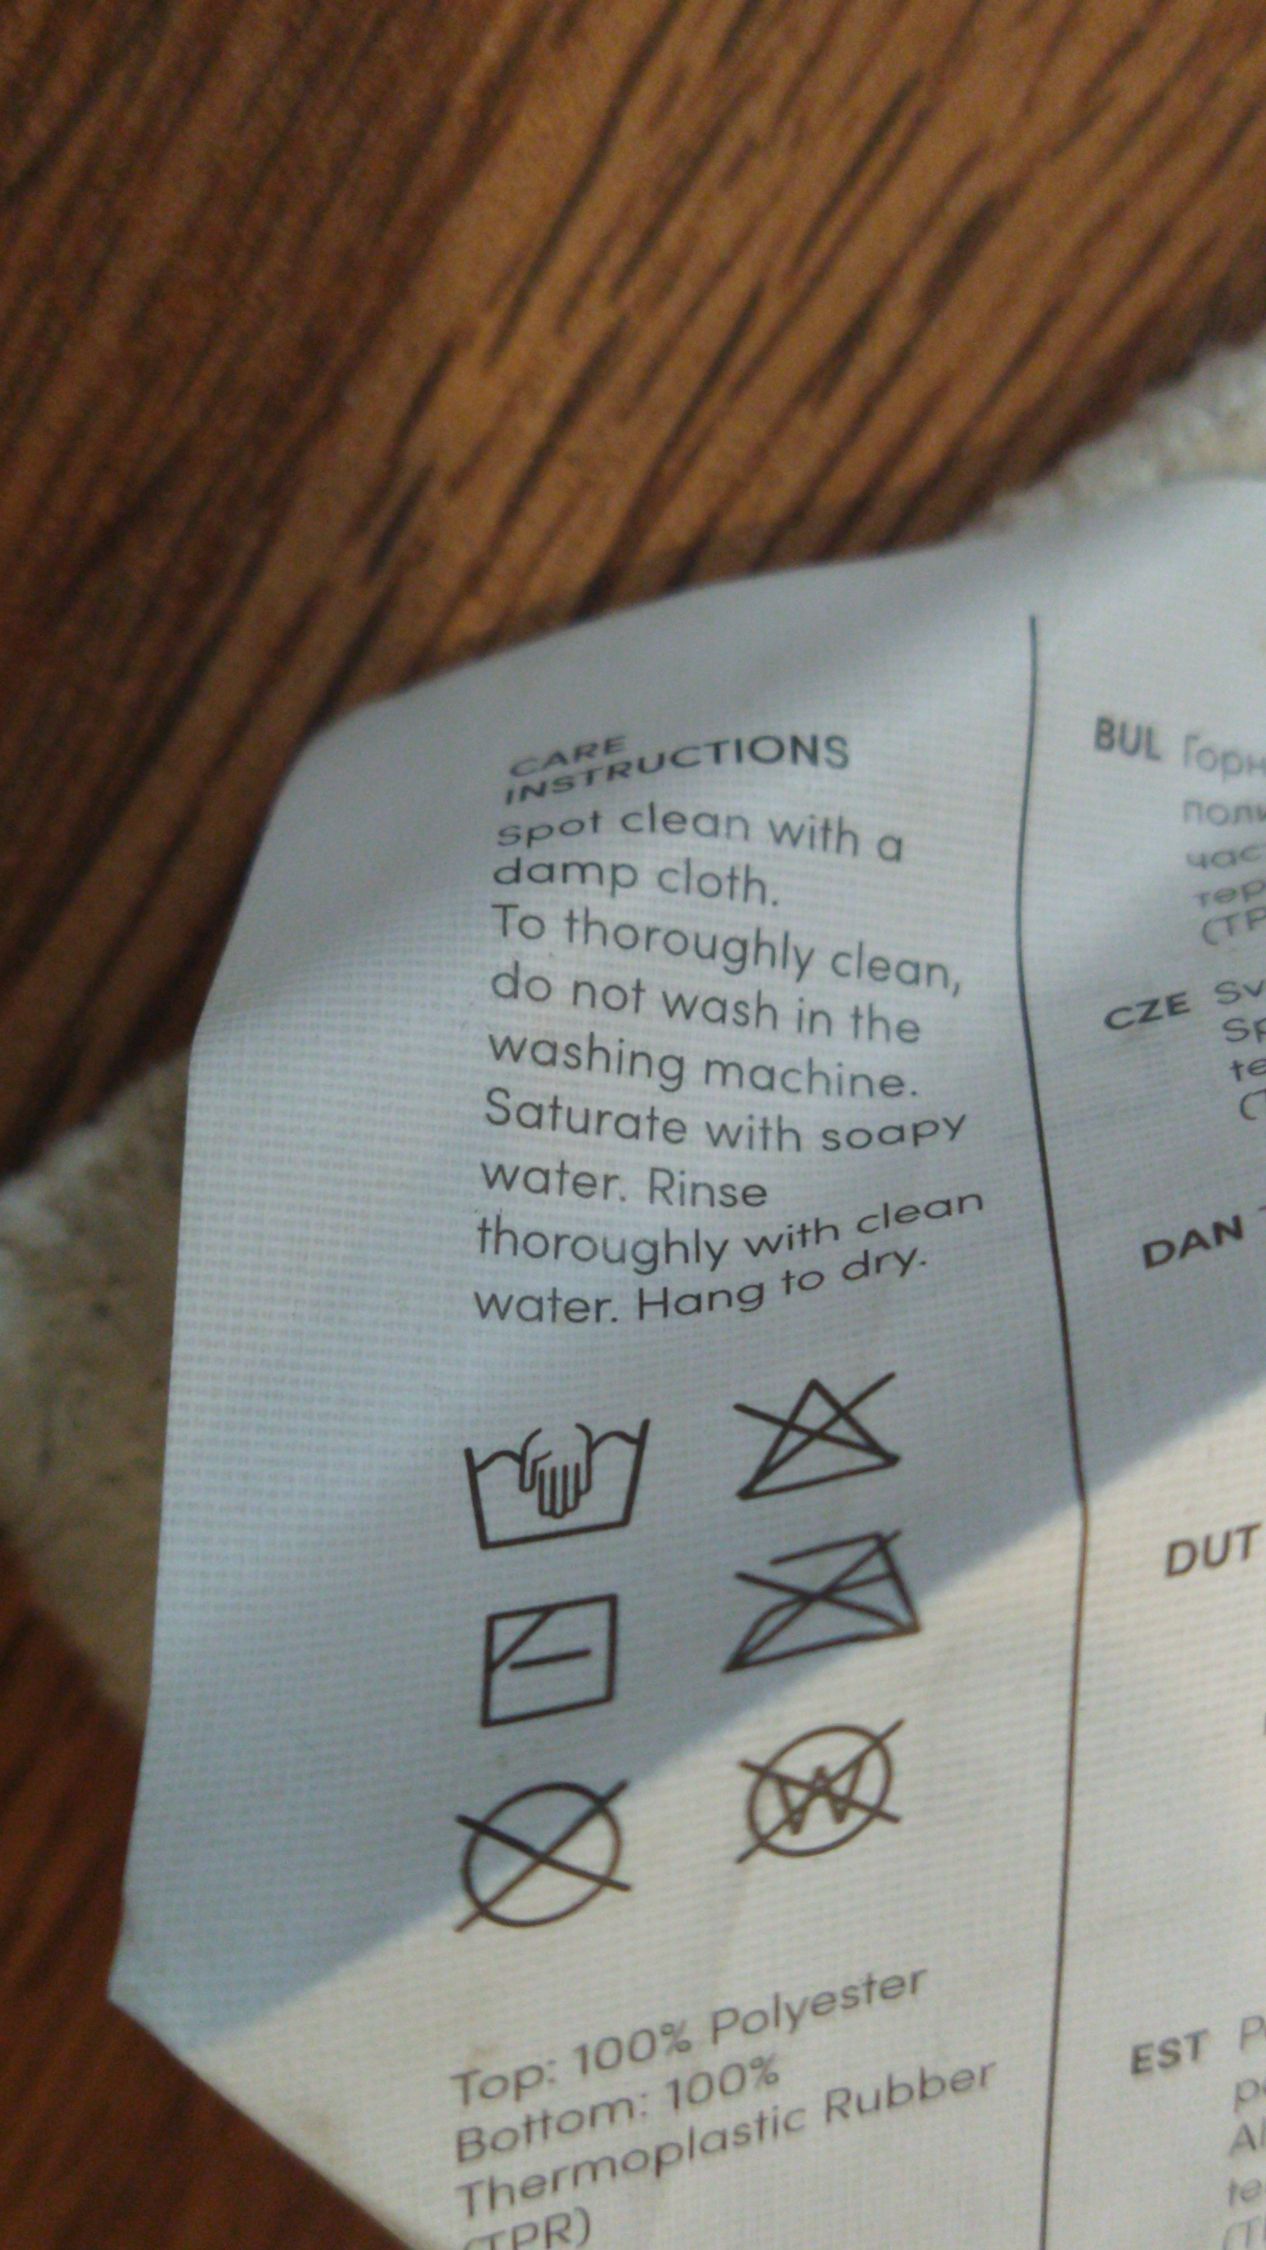 CARE
INSTRUCTIONS
spot clean with a
damp cloth.
To thoroughly clean,
do not wash in the
washing machine.
Saturate with soapy
water. Rinse
thoroughly with clean
water. Hang to dry.
W
Top: 100% Polyester
Bottom: 100%
Thermoplastic Rubber
(TPR)
BUL
CZE
DAN
DUT
EST